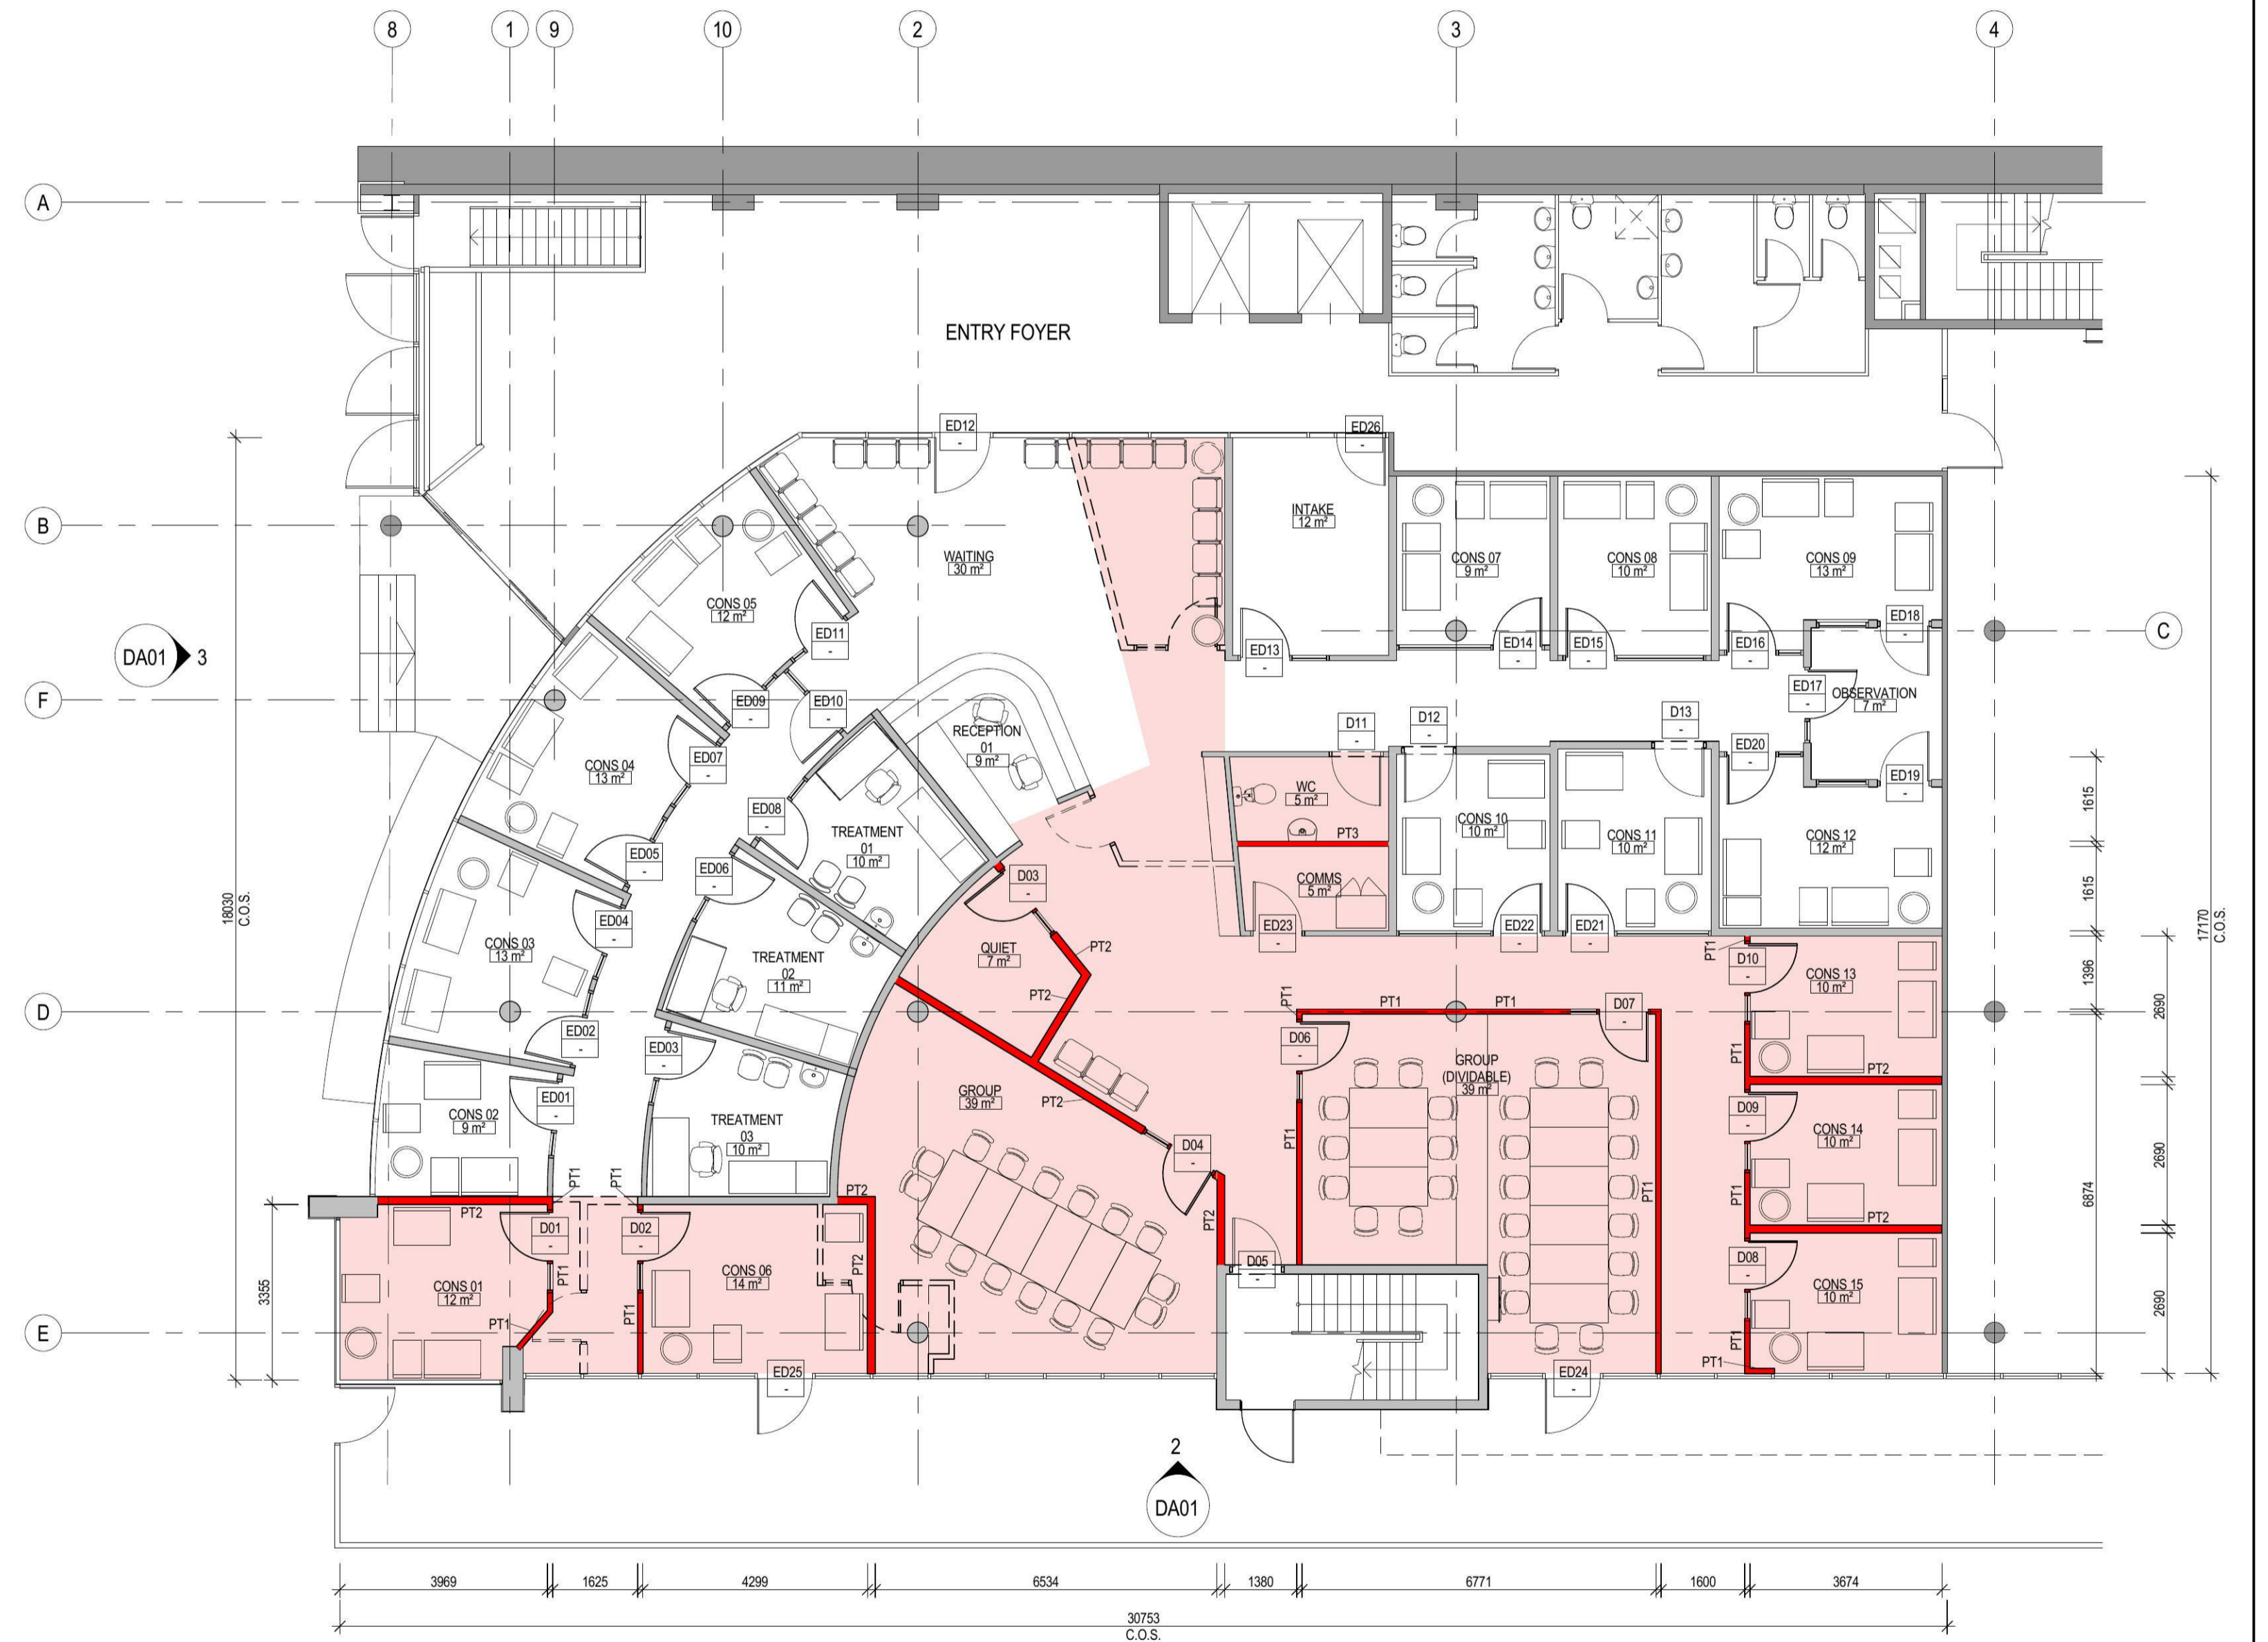 8
1
9
10
2
3
4
A
ENTRY FOYER
ED12
-
ED26
-
B
INTAKE
12 m²
WAITING
30 m²
CONS 07
9 m²
CONS 08
10 m²
CONS 09
13 m²
CONS 05
12 m²
ED11
-
ED18
-
C
DA01
3
ED13
-
ED14
-
ED15
-
ED16
-
F
ED09
-
ED10
-
ED17
-
OBSERVATION
7 m²
RECEPTION
01
9 m²
D11
-
D12
-
D13
-
ED07
-
ED20
-
ED19
-
CONS 04
13 m²
ED08
-
WC
5 m²
PT3
TREATMENT
01
10 m²
CONS 10
10 m²
CONS 11
10 m²
CONS 12
12 m²
1615
ED05
-
ED06
-
D03
-
COMMS
5 m²
1615
18030
C.O.S.
17170
C.O.S.
ED04
-
ED23
-
ED22
-
ED21
-
CONS 03
13 m²
QUIET
7 m²
PT2
PT1
D10
-
TREATMENT
02
11 m²
CONS 13
10 m²
1396
2690
PT2
PT1
PT1
PT1
D07
-
D
ED02
-
ED03
-
D06
-
GROUP
(DIVIDABLE)
39 m²
PT1
PT2
ED01
-
GROUP
39 m²
PT2
D09
-
CONS 02
9 m²
TREATMENT
03
10 m²
D04
-
PT1
CONS 14
10 m²
2690
PT1
PT1
PT2
PT1
PT1
6874
PT2
PT2
D01
-
D02
-
PT2
D05
-
D08
-
CONS 01
12 m²
PT1
CONS 06
14 m²
PT2
CONS 15
10 m²
2690
3355
PT1
PT1
PT1
E
PT1
ED25
-
ED24
-
2
DA01
3969
1625
4299
6534
1380
6771
1600
3674
30753
C.O.S.